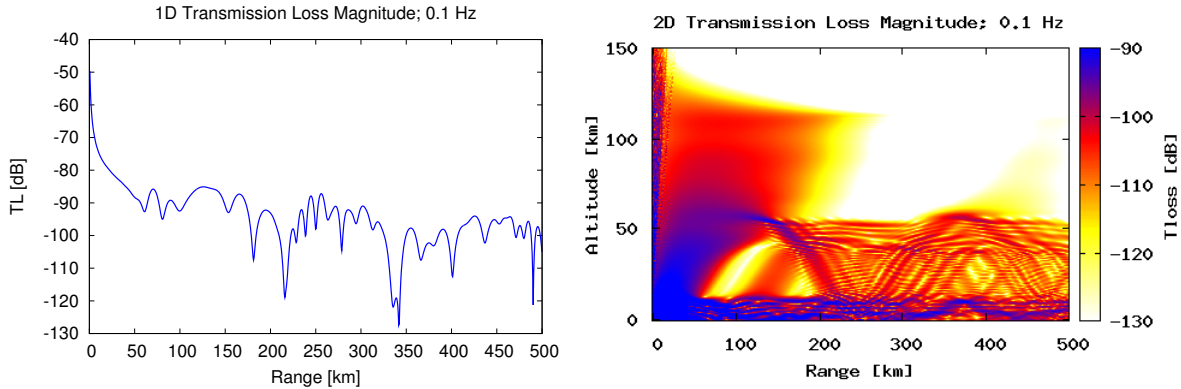 1D Transmission Loss Magnitude; 0.1 Hz
-40
-50
-60
-70
-80
-90
-100
-110
-120
-130
TL [dB]
0 50 100 150 200 250 300 350 400 450 500
Range [km]
2D Transmission Loss Magnitude; 0.1 Hz
150
100
50
0
Altitude [km]
0 100 200 300 400 500
Range [km]
-90
-100
-110
-120
-130
Tloss [dB]